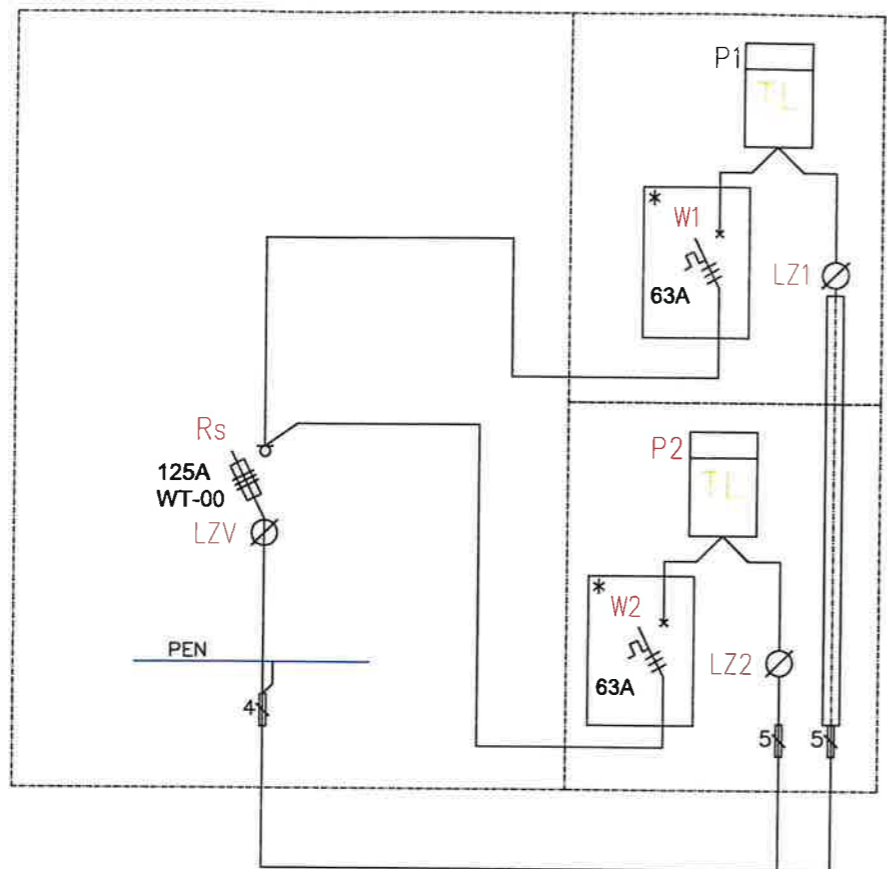 P1
TL
* W1
63A
LZ1
Rs
125A
WT-00
LZV
P2
TL
* W2
63A
LZ2
PEN
4
5
5